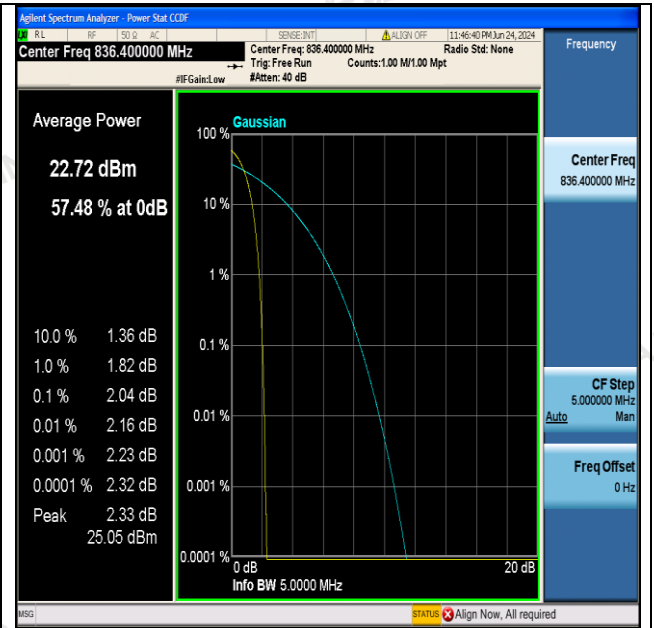 Agilent Spectrum Analyzer - Power Stat CCDF
RL RF 50 Ω AC SENSE:INT ALIGN OFF 11:46:40 PM Jun 24, 2024
Center Freq 836.400000 MHz
Center Freq: 836.400000 MHz Radio Std: None
Trig: Free Run Counts:1.00 M/1.00 Mpt
#IFGain:Low #Atten: 40 dB
Frequency
Average Power
22.72 dBm
57.48 % at 0dB
10.0 % 1.36 dB
1.0 % 1.82 dB
0.1 % 2.04 dB
0.01 % 2.16 dB
0.001 % 2.23 dB
0.0001 % 2.32 dB
Peak 2.33 dB
25.05 dBm
Gaussian
100 %
10 %
1 %
0.1 %
0.01 %
0.001 %
0.0001 %
0 dB 20 dB
Info BW 5.0000 MHz
Center Freq
836.400000 MHz
CF Step
5.000000 MHz
Auto Man
Freq Offset
0 Hz
MSG STATUS Align Now, All required